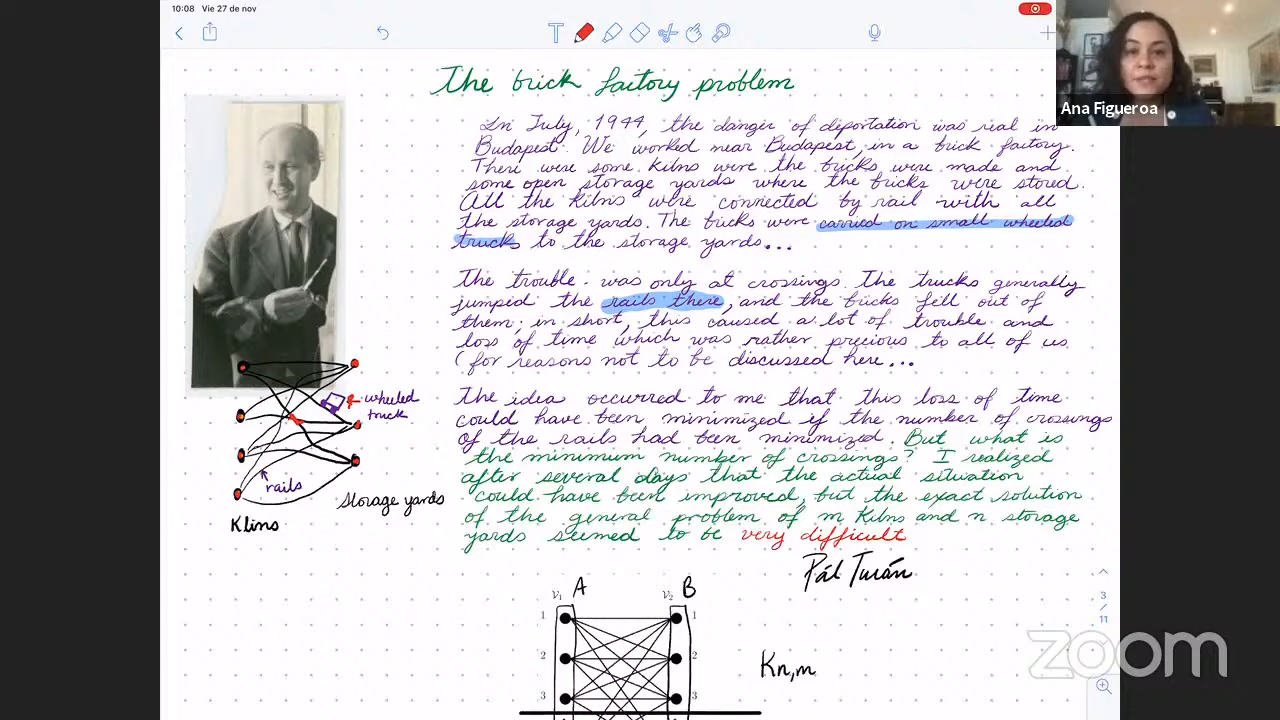 10:08 Vie 27 de nov
Ana Figueroa
The brick factory problem
In July, 1944, the danger of deportation was real in
Budapest. We worked near Budapest, in a brick factory.
There were some kilns were the bricks were made and
some open storage yards where the bricks were stored.
All the kilns were connected by rail with all
the storage yards. The bricks were carried on small wheeled
trucks to the storage yards...
The trouble was only at crossings. The trucks generally
jumped the rails there, and the bricks fell out of
them; in short, this caused a lot of trouble and
loss of time which was rather precious to all of us
(for reasons not to be discussed here...
The idea occurred to me that this loss of time
could have been minimized if the number of crossings
of the rails had been minimized. But what is
the minimum number of crossings? I realized
after several days that the actual situation
could have been improved, but the exact solution
of the general problem of m kilns and n storage
yards seemed to be very difficult
Pál Turán
wheeled
truck
rails
Storage yards
Klins
A B
V1 V2
1 1
2 2
3 3
Kn,m
3
/
11
zoom